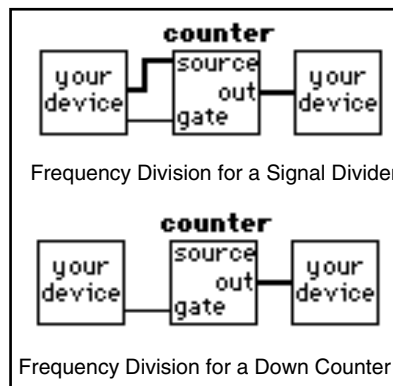 counter
your device
source
out
gate
your device
Frequency Division for a Signal Divider
counter
your device
source
out
gate
your device
Frequency Division for a Down Counter